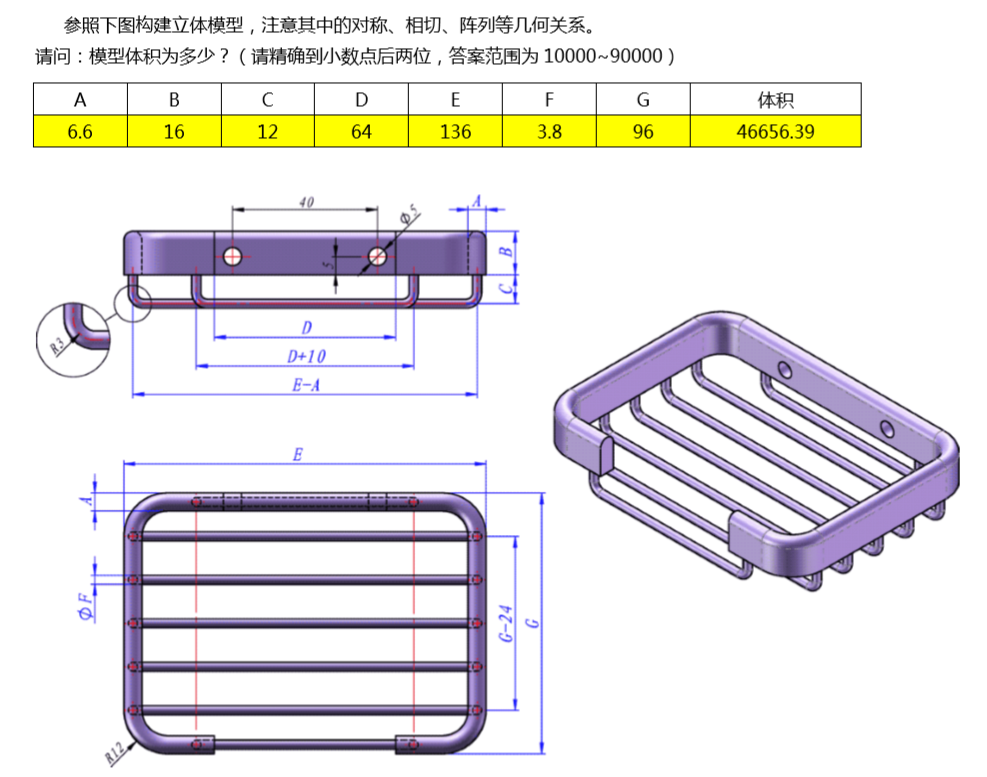 参照下图构建立体模型，注意其中的对称、相切、阵列等几何关系。
请问：模型体积为多少？（请精确到小数点后两位，答案范围为 10000~90000）
A B C D E F G 体积
6.6 16 12 64 136 3.8 96 46656.39
40
Φ5
A
B
5
C
R3
D
D+10
E-A
E
A
ΦF
G-24
G
R12